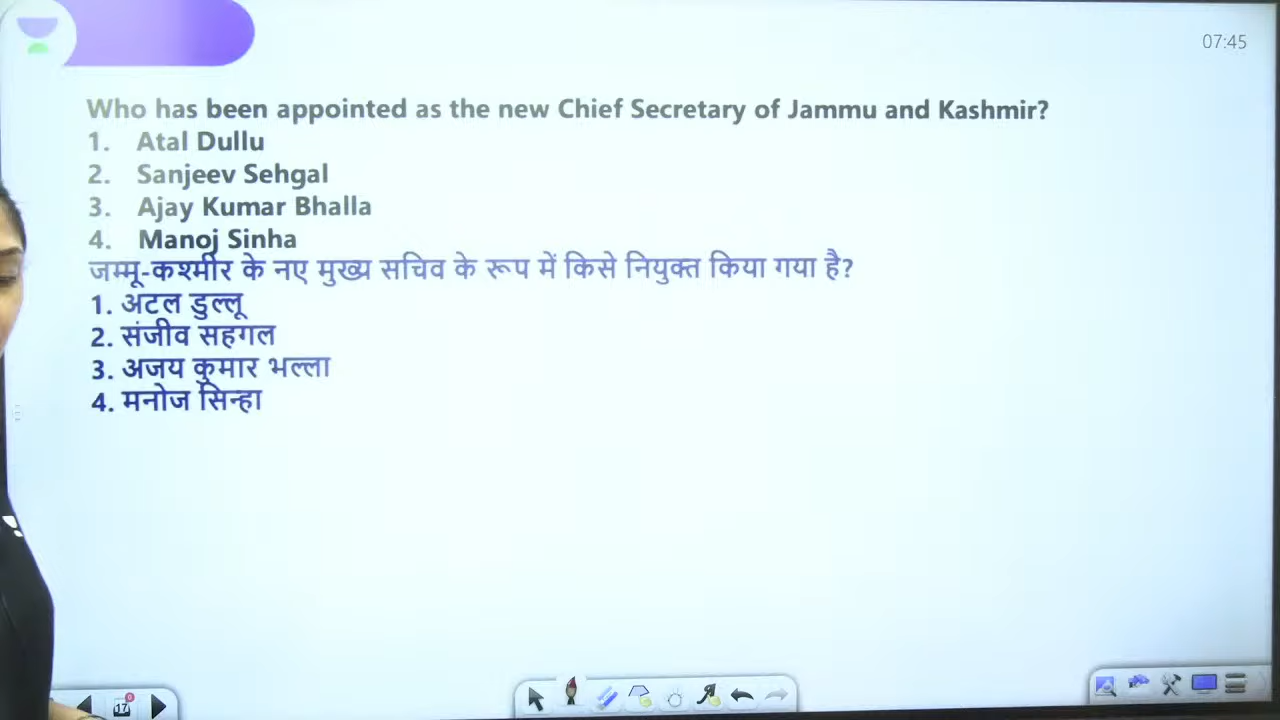 07:45
Who has been appointed as the new Chief Secretary of Jammu and Kashmir?
1. Atal Dullu
2. Sanjeev Sehgal
3. Ajay Kumar Bhalla
4. Manoj Sinha
जम्मू-कश्मीर के नए मुख्य सचिव के रूप में किसे नियुक्त किया गया है?
1. अटल डुल्लू
2. संजीव सहगल
3. अजय कुमार भल्ला
4. मनोज सिन्हा
0
17